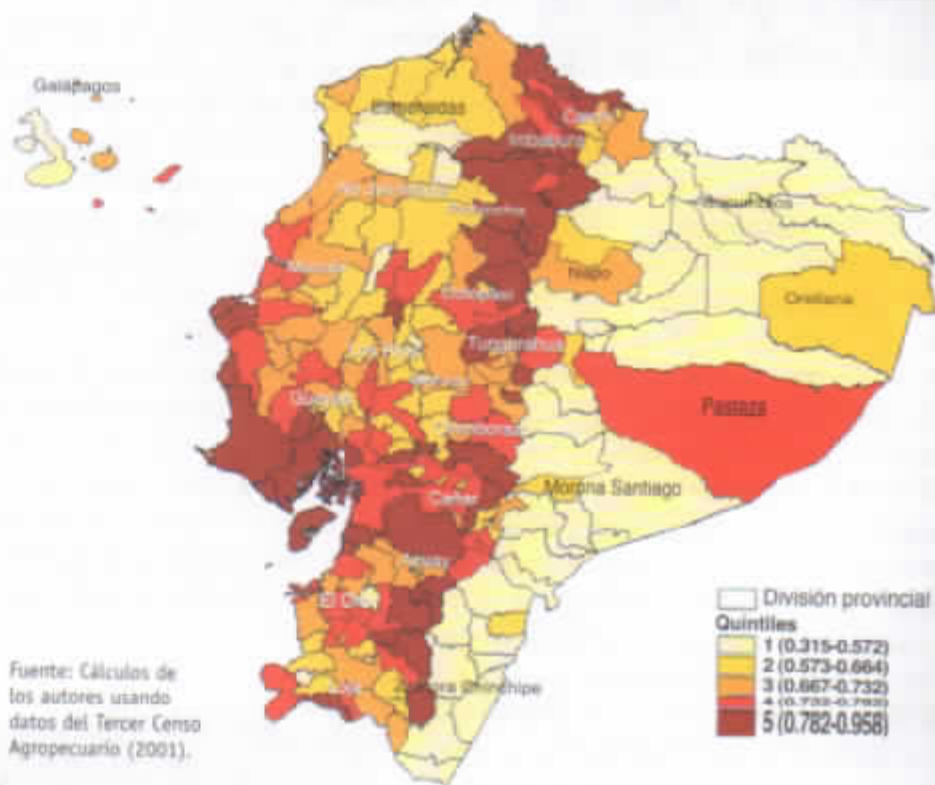 Galápagos
Esmeraldas
Carchi
Imbabura
Sucumbíos
Napo
Orellana
Tungurahua
Los Ríos
Guayas
Pastaza
Chimborazo
Morona Santiago
Cañar
Azuay
El Oro
Loja
Zamora Chinchipe
División provincial
Quintiles
1 (0.315-0.572)
2 (0.573-0.664)
3 (0.667-0.732)
5 (0.782-0.958)
Fuente: Cálculos de
los autores usando
datos del Tercer Censo
Agropecuario (2001).